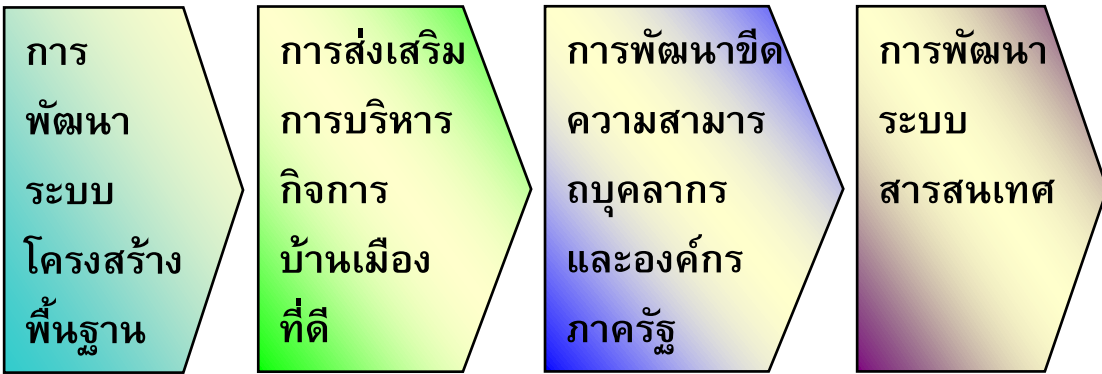 การ
พัฒนา
ระบบ
โครงสร้าง
พื้นฐาน
การส่งเสริม
การบริหาร
กิจการ
บ้านเมือง
ที่ดี
การพัฒนาขีด
ความสามาร
ถบุคลากร
และองค์กร
ภาครัฐ
การพัฒนา
ระบบ
สารสนเทศ